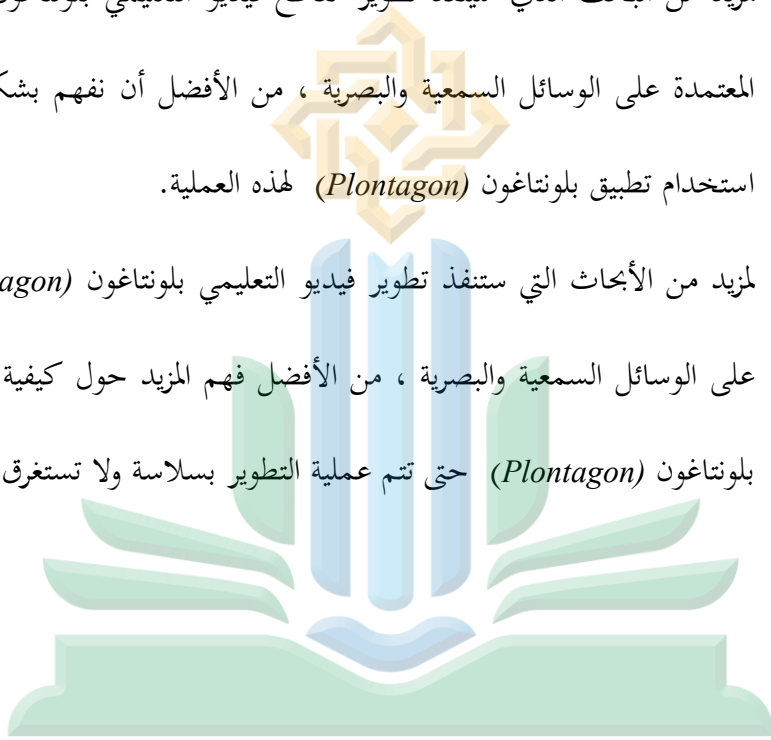 المعتمدة على الوسائل السمعية والبصرية ، من الأفضل أن نفهم
استخدام تطبيق بلونتاغون (Plontagon) لهذه العملية.
لمزيد من الأبحاث التي ستنفذ تطوير فيديو التعليمي بلونتاغون
على الوسائل السمعية والبصرية ، من الأفضل فهم المزيد حول كيفية
بلونتاغون (Plontagon) حتى تتم عملية التطوير بسلاسة ولا تستغرق